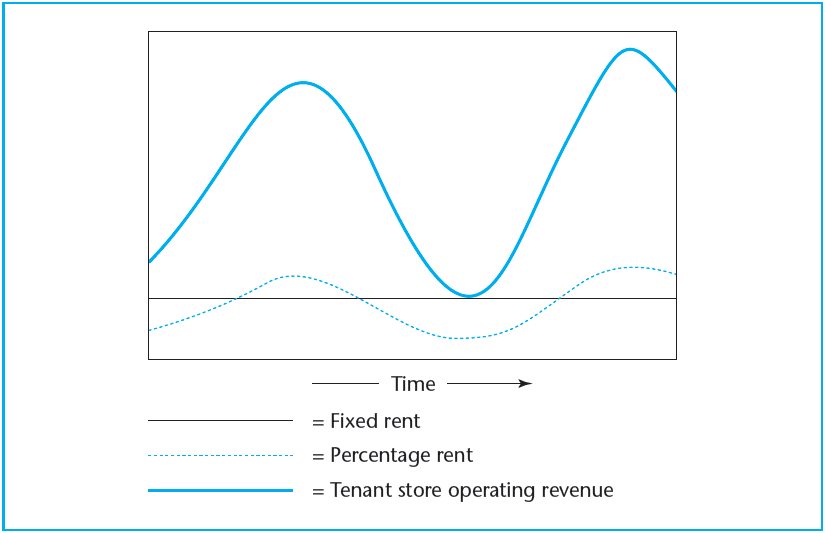 Time
= Fixed rent
= Percentage rent
= Tenant store operating revenue